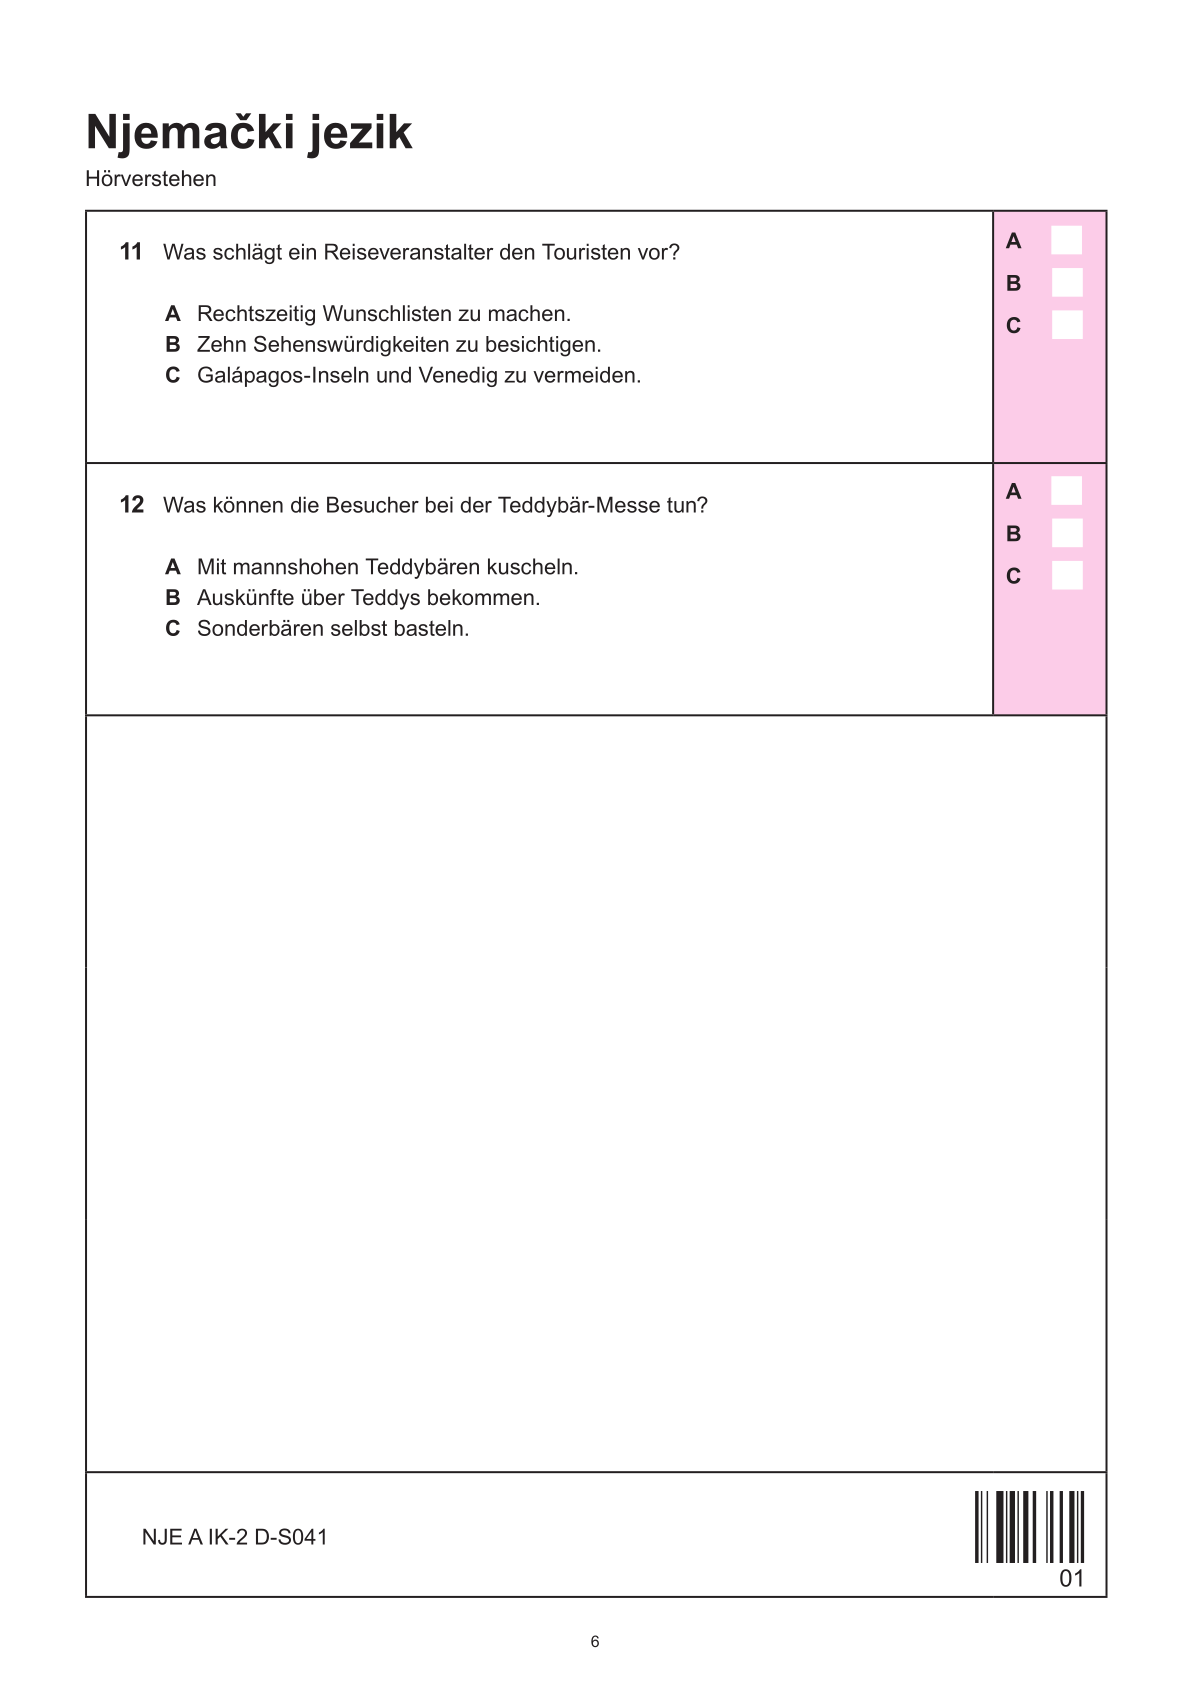 Njemački jezik
Hörverstehen
11 Was schlägt ein Reiseveranstalter den Touristen vor?
A Rechtszeitig Wunschlisten zu machen.
B Zehn Sehenswürdigkeiten zu besichtigen.
C Galápagos-Inseln und Venedig zu vermeiden.
A
B
C
12 Was können die Besucher bei der Teddybär-Messe tun?
A Mit mannshohen Teddybären kuscheln.
B Auskünfte über Teddys bekommen.
C Sonderbären selbst basteln.
A
B
C
NJE A IK-2 D-S041
01
6